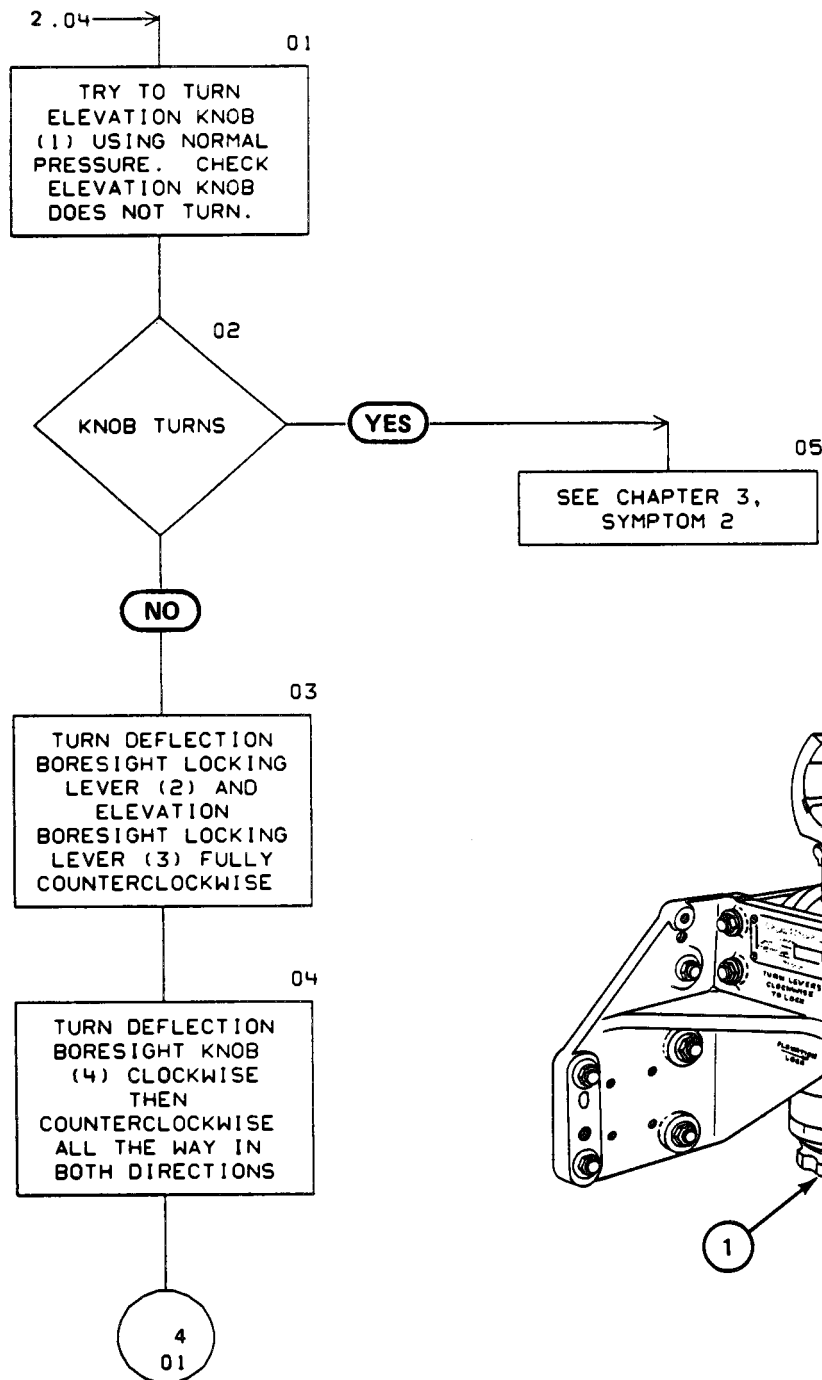 2.04
01
TRY TO TURN
ELEVATION KNOB
(1) USING NORMAL
PRESSURE. CHECK
ELEVATION KNOB
DOES NOT TURN.
02
KNOB TURNS
YES
05
SEE CHAPTER 3,
SYMPTOM 2
NO
03
TURN DEFLECTION
BORESIGHT LOCKING
LEVER (2) AND
ELEVATION
BORESIGHT LOCKING
LEVER (3) FULLY
COUNTERCLOCKWISE
04
TURN DEFLECTION
BORESIGHT KNOB
(4) CLOCKWISE
THEN
COUNTERCLOCKWISE
ALL THE WAY IN
BOTH DIRECTIONS
TURN LEVERS
CLOCKWISE
TO LOCK
ELEVATION
LOCK
1
4
01